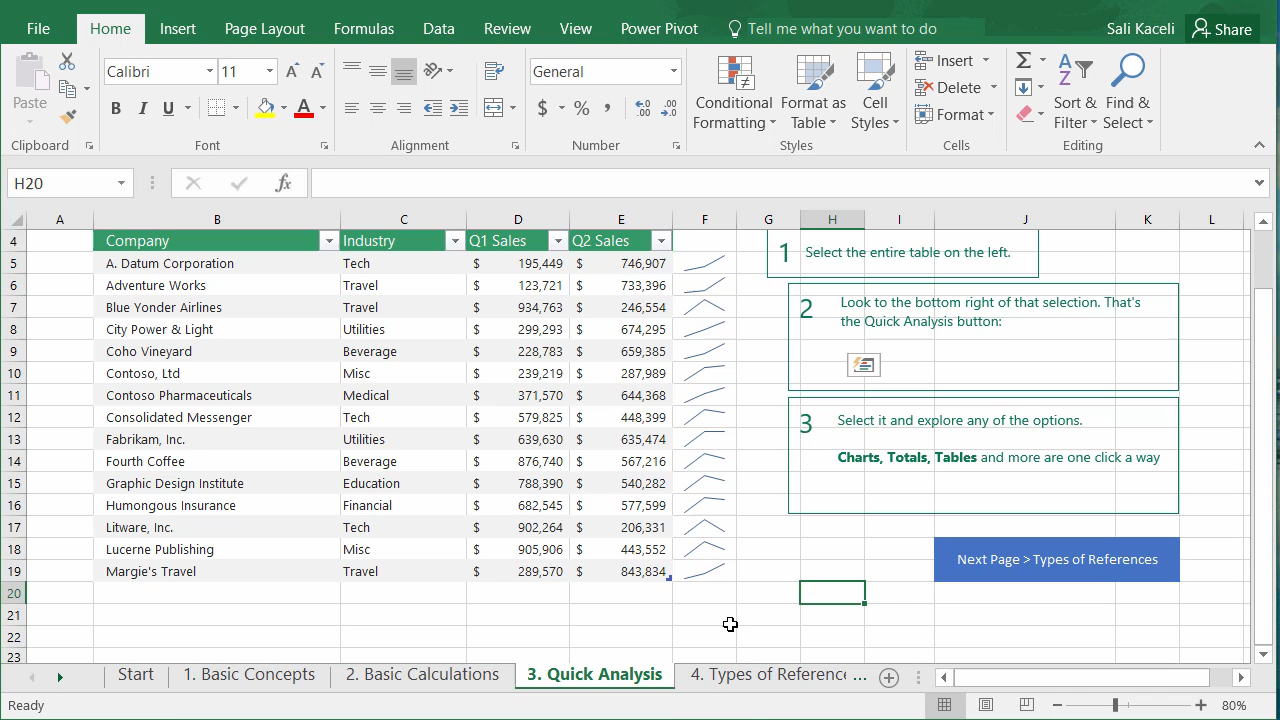 File Home Insert Page Layout Formulas Data Review View Power Pivot Tell me what you want to do Sali Kaceli Share
Paste Calibri 11 General Conditional Formatting Format as Table Cell Styles Insert Delete Format Sort & Filter Find & Select
B I U A $ % ,
Clipboard Font Alignment Number Styles Cells Editing
H20 fx
A B C D E F G H I J K L
4 Company Industry Q1 Sales Q2 Sales
5 A. Datum Corporation Tech $ 195,449 $ 746,907
6 Adventure Works Travel $ 123,721 $ 733,396
7 Blue Yonder Airlines Travel $ 934,763 $ 246,554
8 City Power & Light Utilities $ 299,293 $ 674,295
9 Coho Vineyard Beverage $ 228,783 $ 659,385
10 Contoso, Ltd Misc $ 239,219 $ 287,989
11 Contoso Pharmaceuticals Medical $ 371,570 $ 644,368
12 Consolidated Messenger Tech $ 579,825 $ 448,399
13 Fabrikam, Inc. Utilities $ 639,630 $ 635,474
14 Fourth Coffee Beverage $ 876,740 $ 567,216
15 Graphic Design Institute Education $ 788,390 $ 540,282
16 Humongous Insurance Financial $ 682,545 $ 577,599
17 Litware, Inc. Tech $ 902,264 $ 206,331
18 Lucerne Publishing Misc $ 905,906 $ 443,552
19 Margie's Travel Travel $ 289,570 $ 843,834
20
21
22
23
1 Select the entire table on the left.
2 Look to the bottom right of that selection. That's
the Quick Analysis button:
3 Select it and explore any of the options.
Charts, Totals, Tables and more are one click a way
Next Page > Types of References
Start 1. Basic Concepts 2. Basic Calculations 3. Quick Analysis 4. Types of Referenc ...
Ready 80%